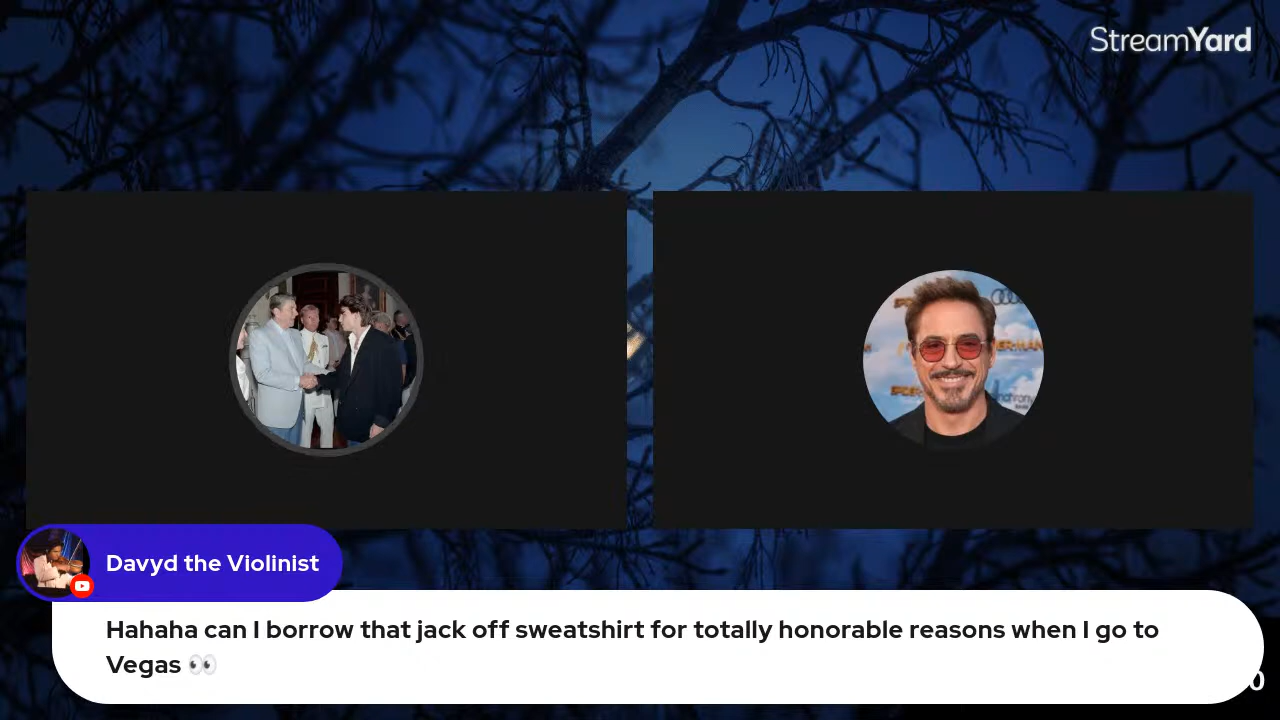 StreamYard
Davyd the Violinist
Hahaha can I borrow that jack off sweatshirt for totally honorable reasons when I go to
Vegas 👀